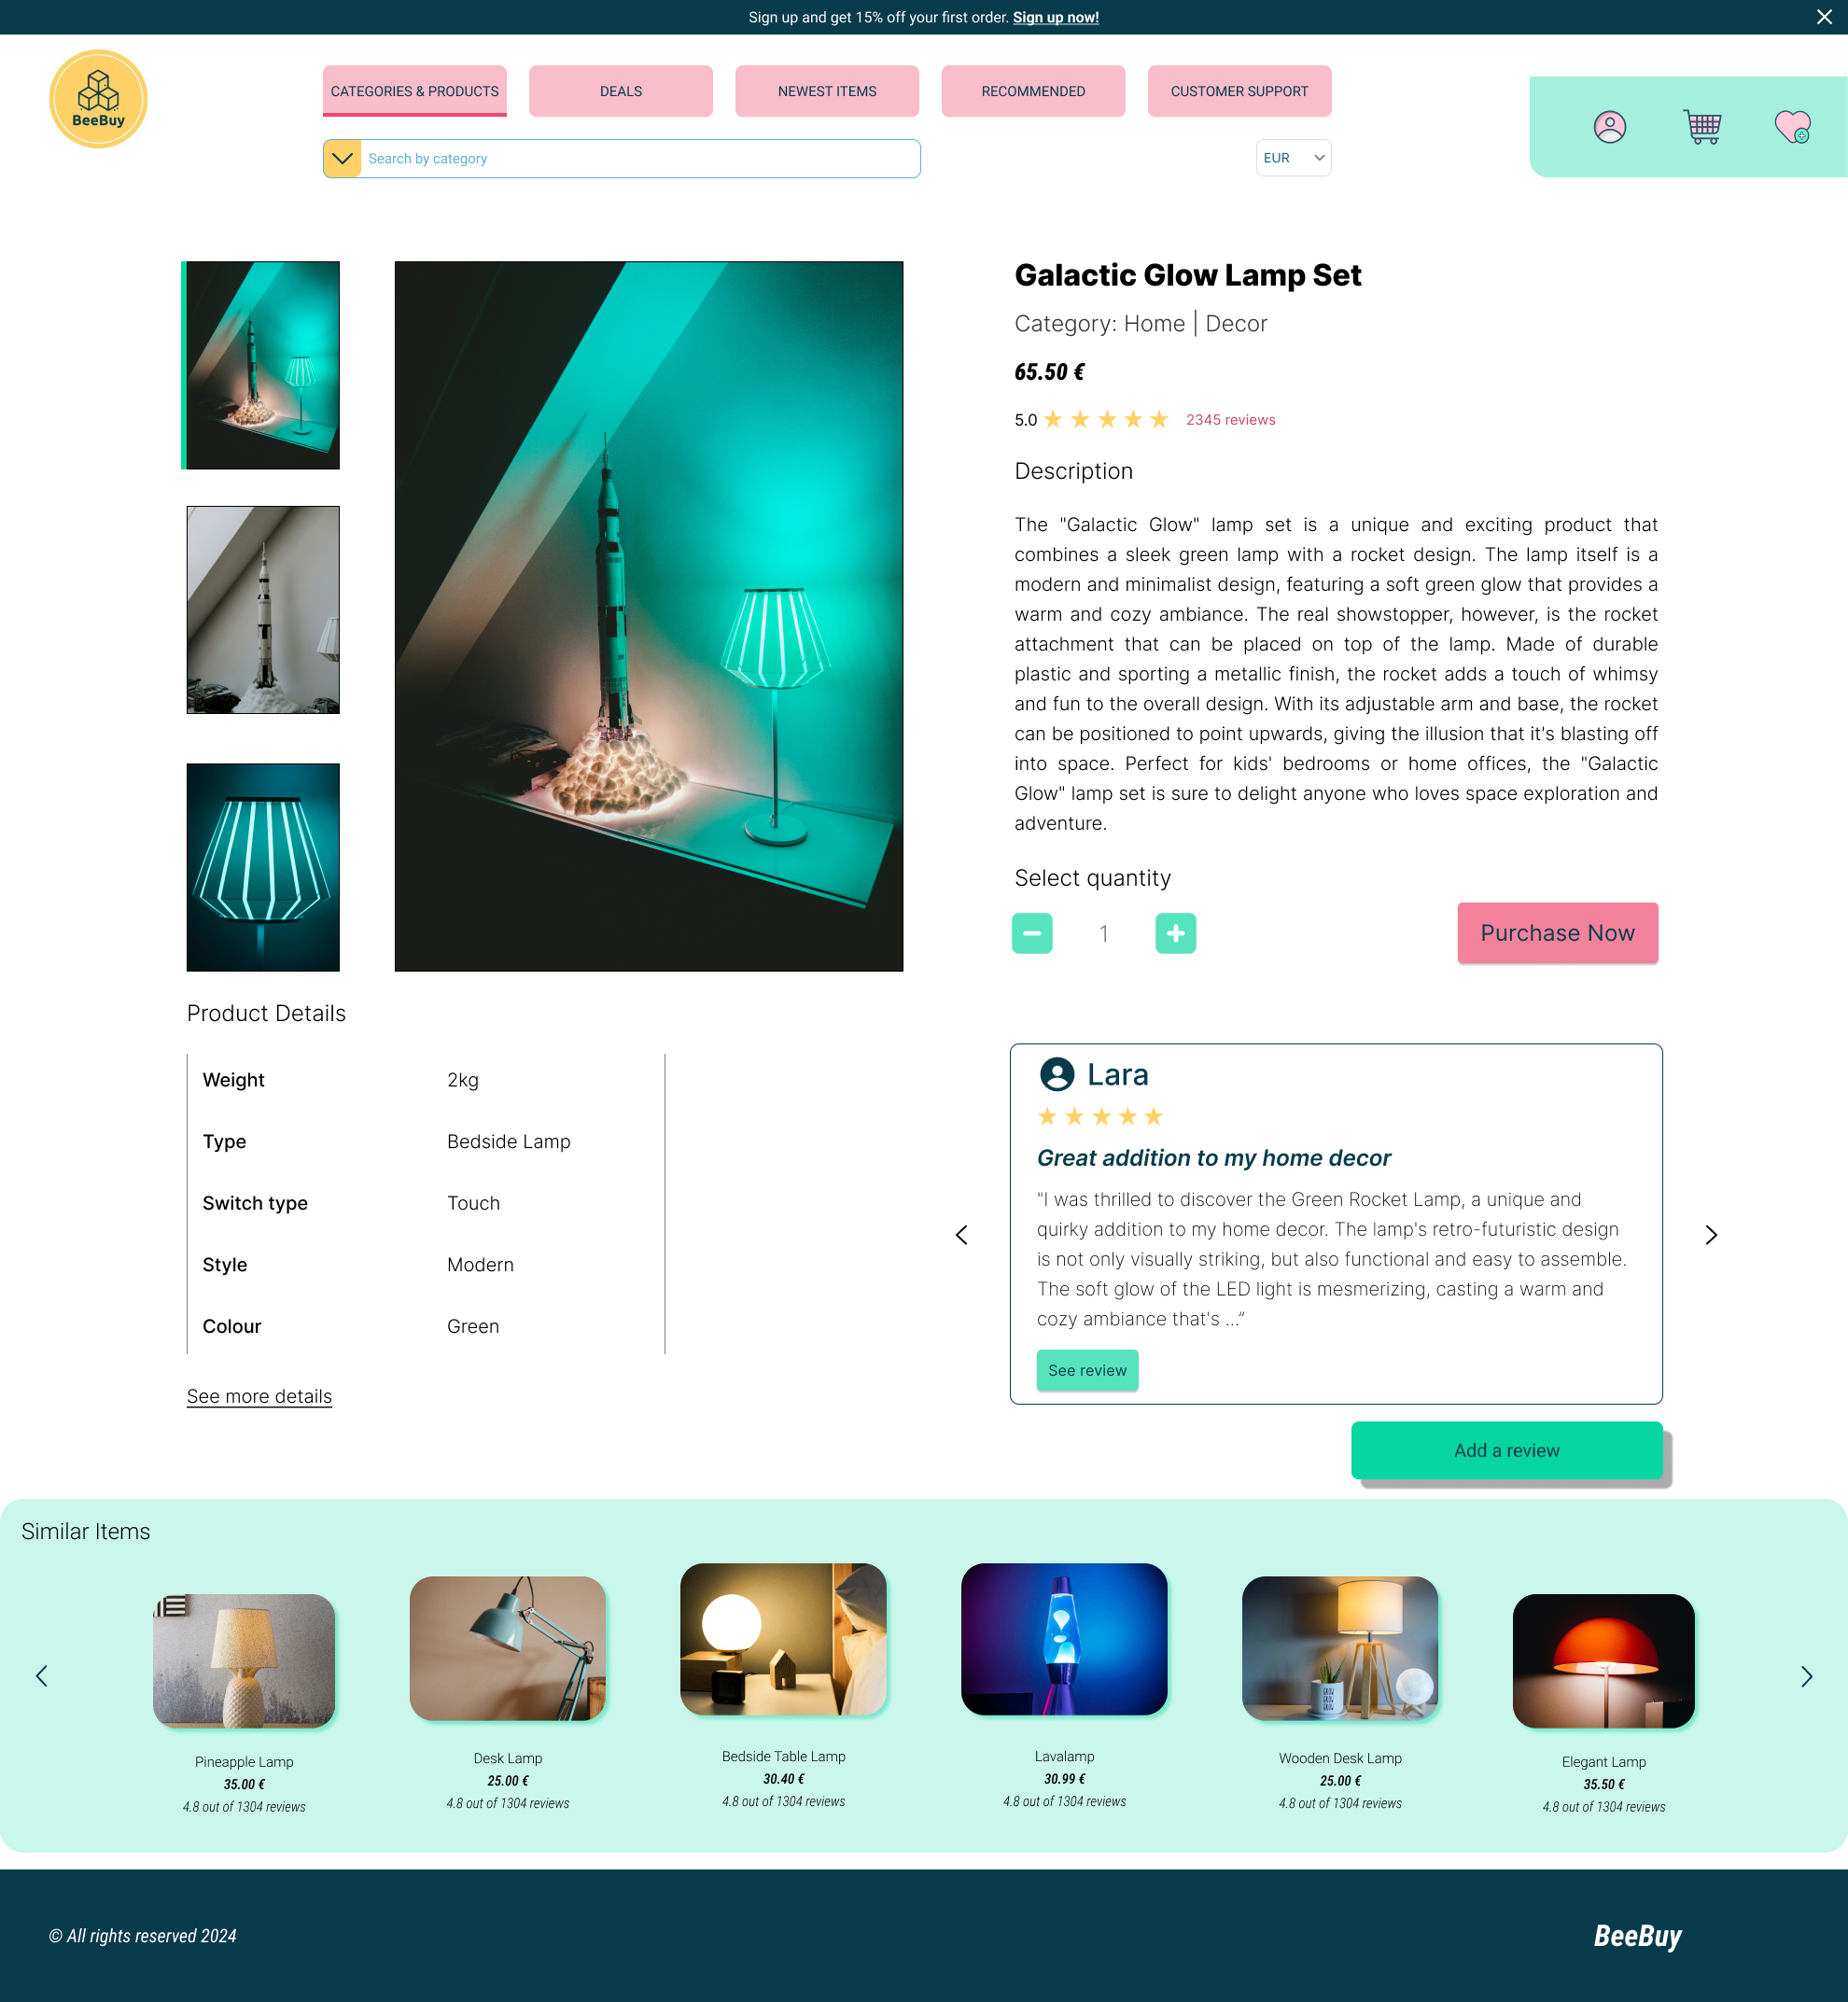 Sign up and get 15% off your first order. Sign up now!
BeeBuy
CATEGORIES & PRODUCTS
DEALS
NEWEST ITEMS
RECOMMENDED
CUSTOMER SUPPORT
Search by category
EUR
Galactic Glow Lamp Set
Category: Home | Decor
65.50 €
5.0
2345 reviews
Description
The "Galactic Glow" lamp set is a unique and exciting product that
combines a sleek green lamp with a rocket design. The lamp itself is a
modern and minimalist design, featuring a soft green glow that provides a
warm and cozy ambiance. The real showstopper, however, is the rocket
attachment that can be placed on top of the lamp. Made of durable
plastic and sporting a metallic finish, the rocket adds a touch of whimsy
and fun to the overall design. With its adjustable arm and base, the rocket
can be positioned to point upwards, giving the illusion that it's blasting off
into space. Perfect for kids' bedrooms or home offices, the "Galactic
Glow" lamp set is sure to delight anyone who loves space exploration and
adventure.
Select quantity
1
Purchase Now
Product Details
Weight 2kg
Type Bedside Lamp
Switch type Touch
Style Modern
Colour Green
See more details
Lara
Great addition to my home decor
"I was thrilled to discover the Green Rocket Lamp, a unique and
quirky addition to my home decor. The lamp's retro-futuristic design
is not only visually striking, but also functional and easy to assemble.
The soft glow of the LED light is mesmerizing, casting a warm and
cozy ambiance that's ...”
See review
Add a review
Similar Items
Pineapple Lamp
35.00 €
4.8 out of 1304 reviews
Desk Lamp
25.00 €
4.8 out of 1304 reviews
Bedside Table Lamp
30.40 €
4.8 out of 1304 reviews
Lavalamp
30.99 €
4.8 out of 1304 reviews
GROW
GROW
GROW
Wooden Desk Lamp
25.00 €
4.8 out of 1304 reviews
Elegant Lamp
35.50 €
4.8 out of 1304 reviews
© All rights reserved 2024
BeeBuy